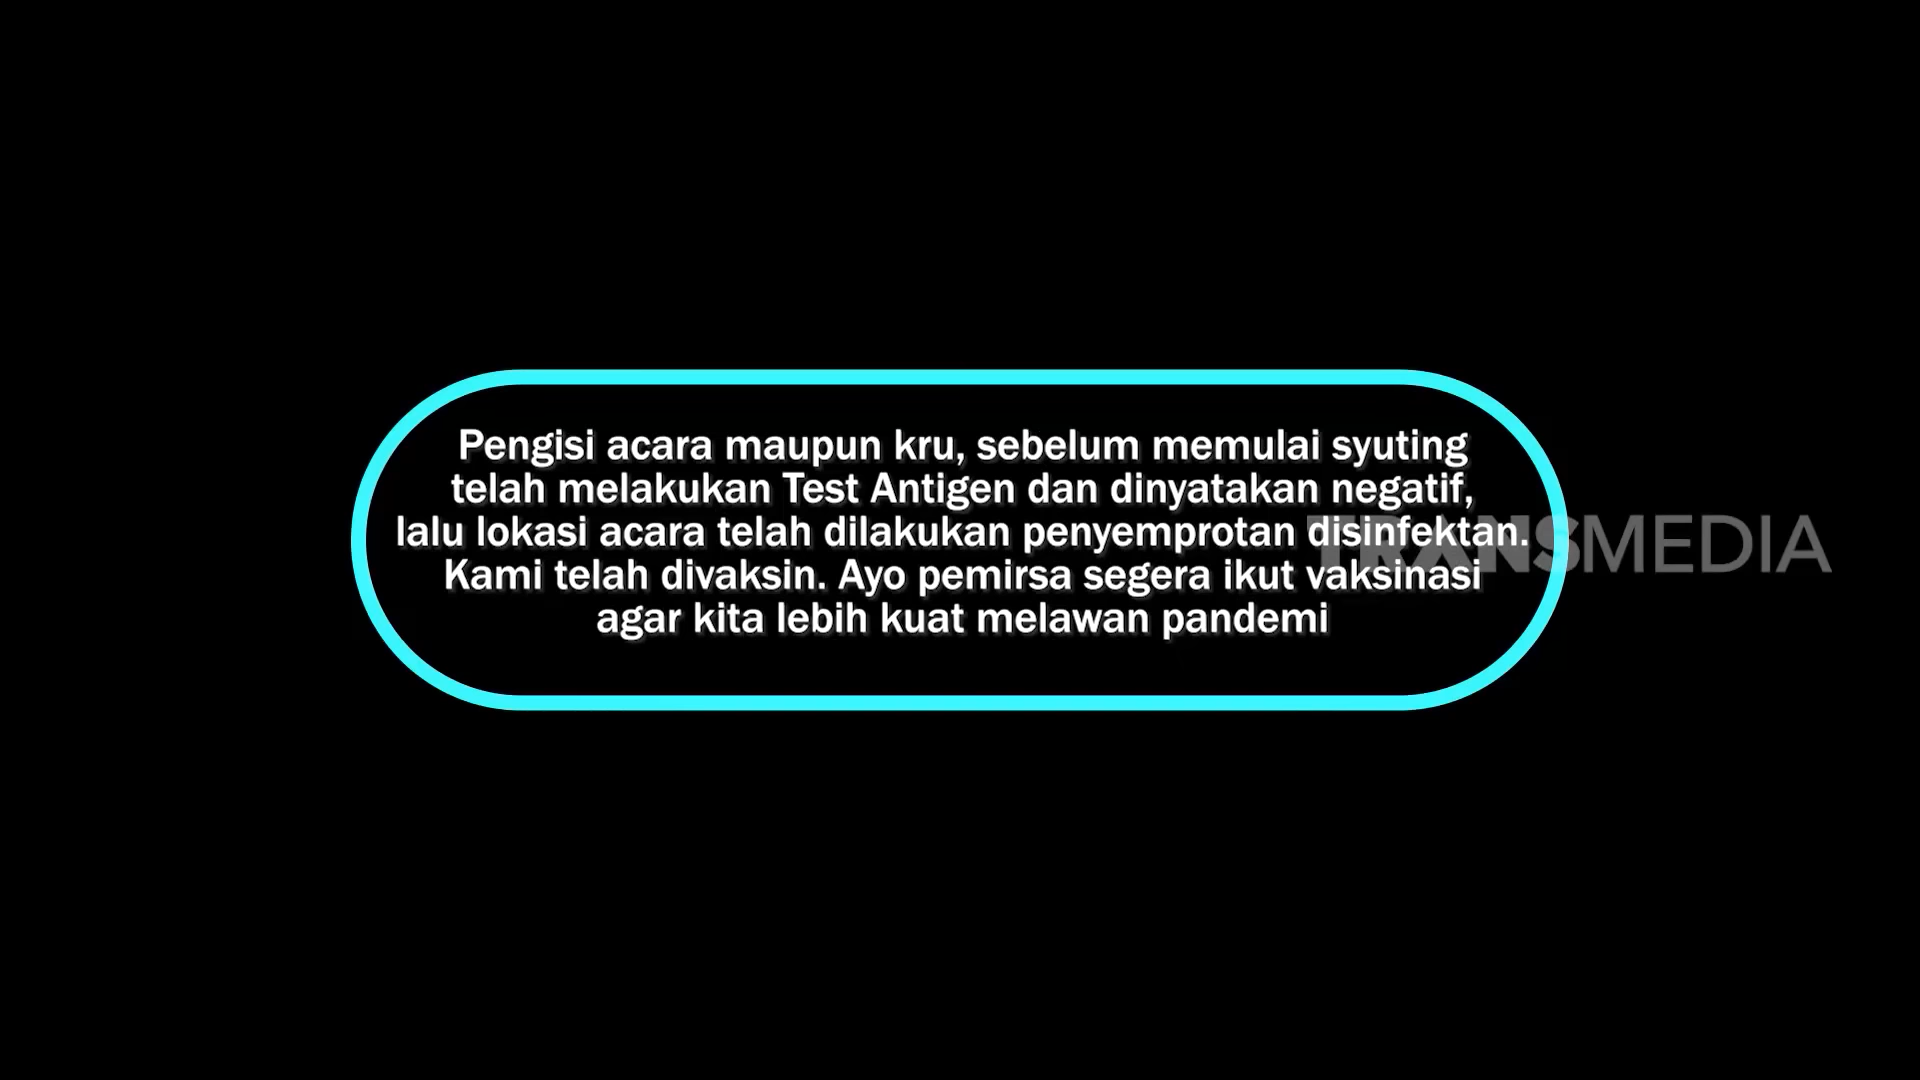 Pengisi acara maupun kru, sebelum memulai syuting
telah melakukan Test Antigen dan dinyatakan negatif,
lalu lokasi acara telah dilakukan penyemprotan disinfektan.
TRANSMEDIA
Kami telah divaksin. Ayo pemirsa segera ikut vaksinasi
agar kita lebih kuat melawan pandemi